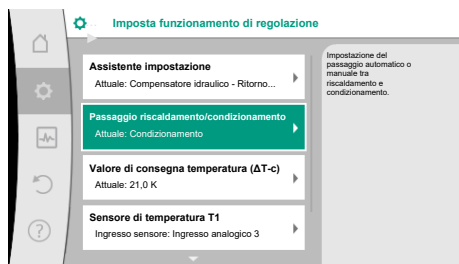 Imposta funzionamento di regolazione
Assistente impostazione
Attuale: Compensatore idraulico - Ritorno...
Passaggio riscaldamento/condizionamento
Attuale: Condizionamento
Valore di consegna temperatura (ΔT-c)
Attuale: 21,0 K
Sensore di temperatura T1
Ingresso sensore: Ingresso analogico 3
Impostazione del
passaggio automatico o
manuale tra
riscaldamento e
condizionamento.